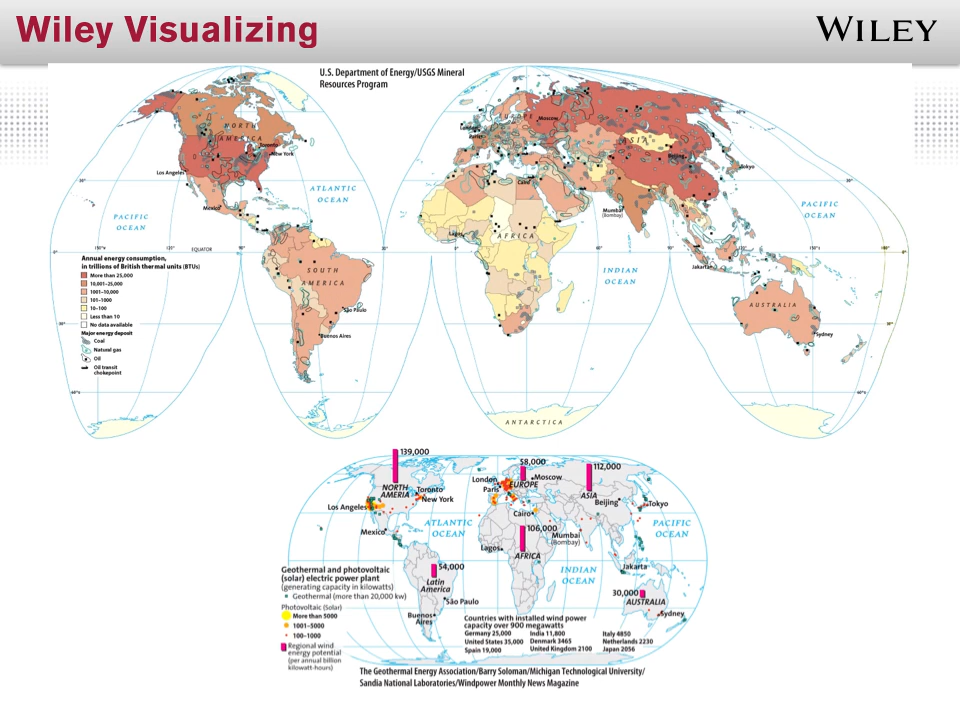 Wiley Visualizing
WILEY
U.S. Department of Energy/USGS Mineral
Resources Program
NORTH
AMERICA
Toronto
New York
Los Angeles
Mexico
ATLANTIC
OCEAN
PACIFIC
OCEAN
EQUATOR
SOUTH
AMERICA
São Paulo
Buenos Aires
EUROPE
London
Paris
Moscow
ASIA
Beijing
Tokyo
Cairo
Mumbai
(Bombay)
Lagos
AFRICA
INDIAN
OCEAN
Jakarta
PACIFIC
OCEAN
AUSTRALIA
Sydney
ANTARCTICA
Annual energy consumption,
in trillions of British thermal units (BTUs)
More than 25,000
10,001–25,000
1001–10,000
101–1000
10–100
Less than 10
No data available
Major energy deposit
Coal
Natural gas
Oil
Oil transit
chokepoint
139,000
NORTH
AMERIA
Toronto
New York
Los Angeles
Mexico
ATLANTIC
OCEAN
58,000
London
Paris
EUROPE
Moscow
112,000
ASIA
Beijing
Tokyo
Cairo
106,000
Mumbai
(Bombay)
PACIFIC
OCEAN
Lagos
AFRICA
54,000
Latin
America
São Paulo
Buenos
Aires
INDIAN
OCEAN
Jakarta
30,000
AUSTRALIA
Sydney
Geothermal and photovoltaic
(solar) electric power plant
(generating capacity in kilowatts)
Geothermal (more than 20,000 kw)
Photovoltaic (Solar)
More than 5000
1001–5000
100–1000
Regional wind
energy potential
(per annual billion
kilowatt-hours)
Countries with installed wind power
capacity over 900 megawatts
Germany 25,000 India 11,800 Italy 4850
United States 35,000 Denmark 3465 Netherlands 2230
Spain 19,000 United Kingdom 2100 Japan 2056
The Geothermal Energy Association/Barry Soloman/Michigan Technological University/
Sandia National Laboratories/Windpower Monthly News Magazine